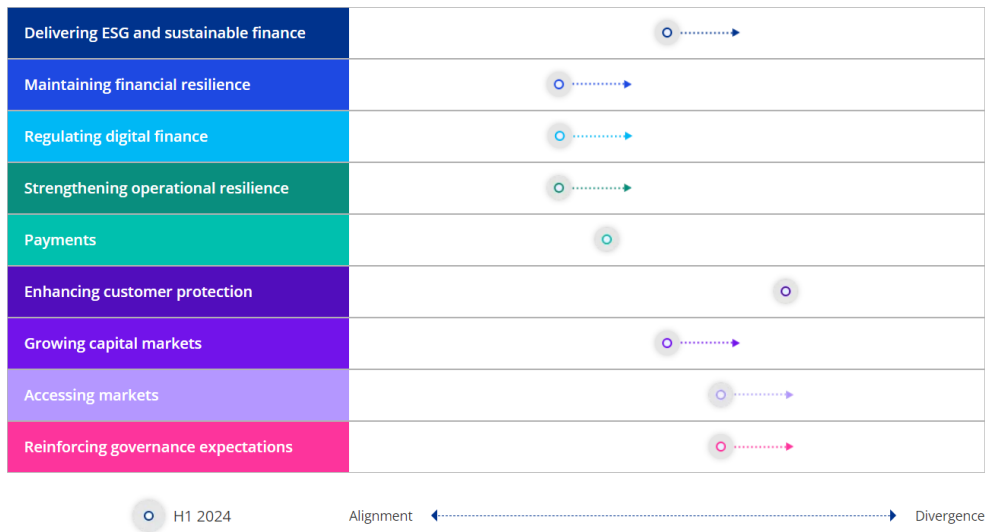 Delivering ESG and sustainable finance
Maintaining financial resilience
Regulating digital finance
Strengthening operational resilience
Payments
Enhancing customer protection
Growing capital markets
Accessing markets
Reinforcing governance expectations
H1 2024 Alignment Divergence